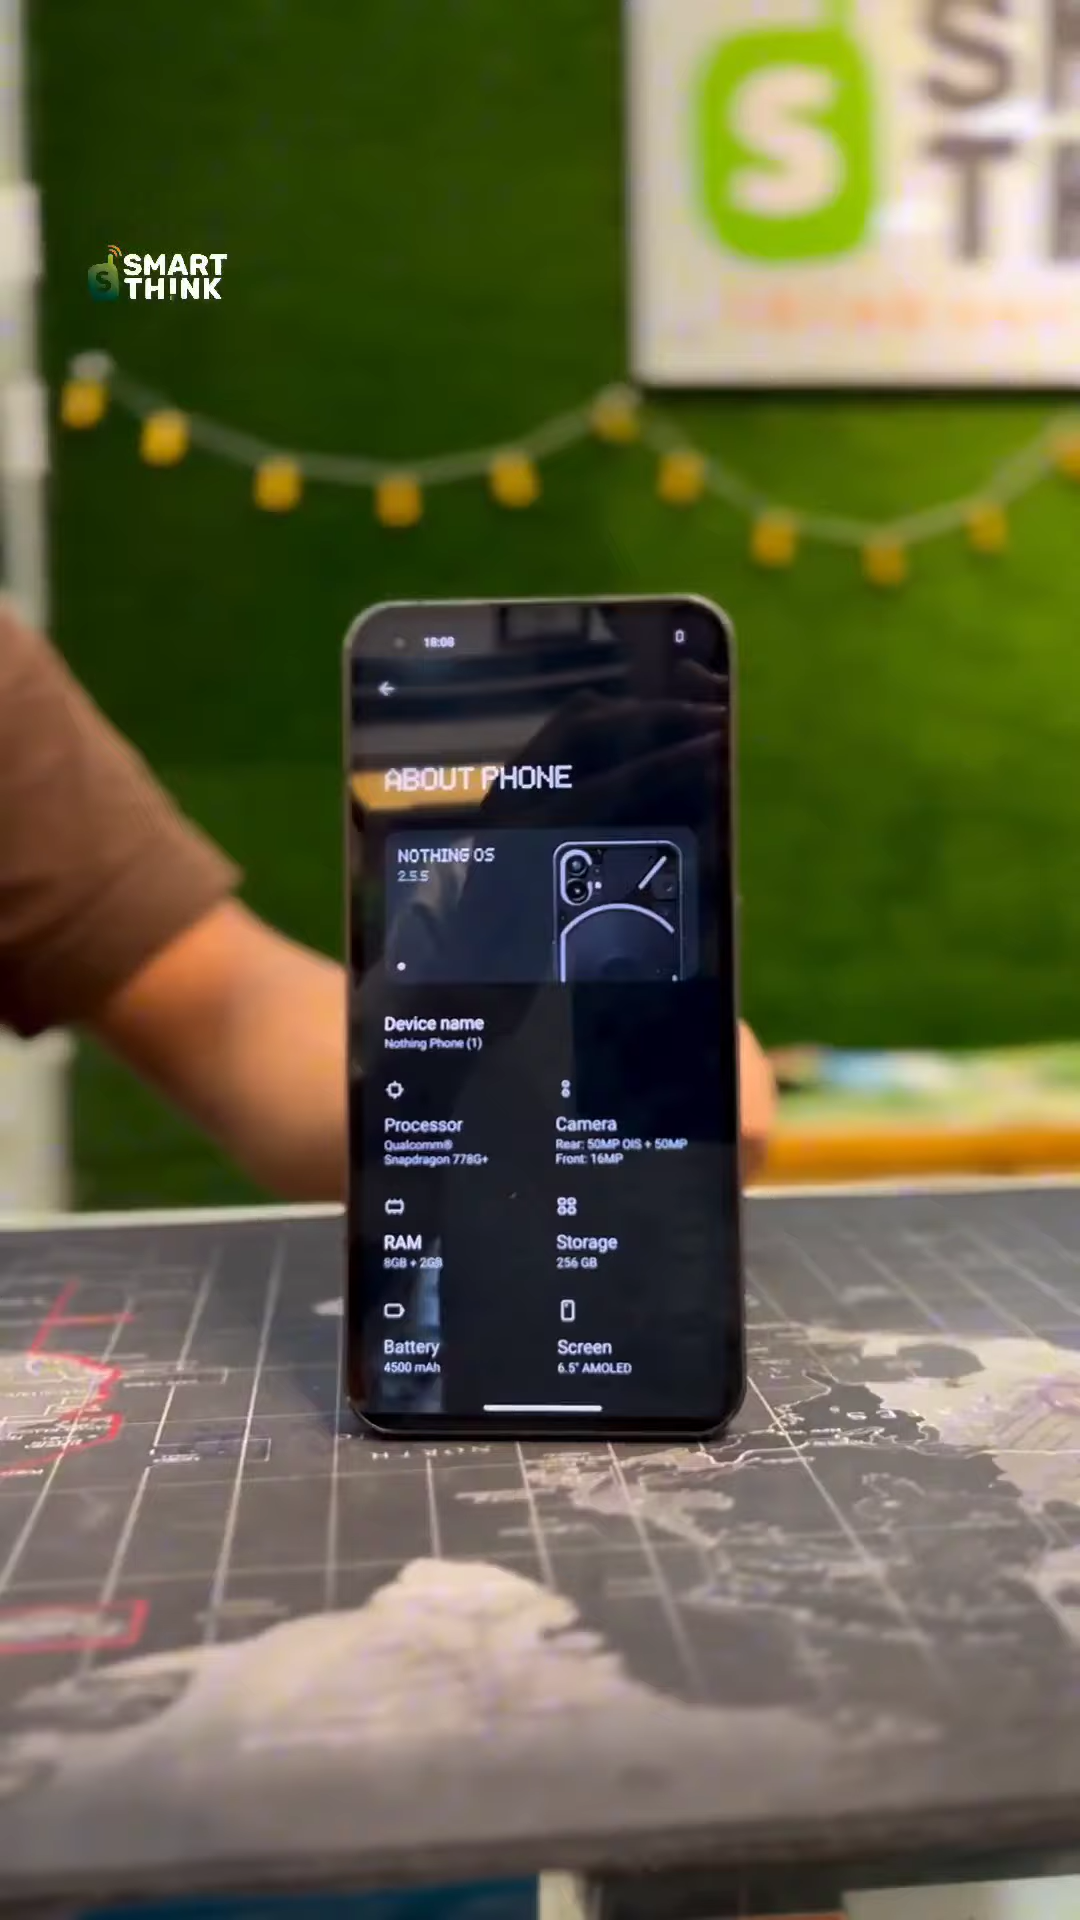 SMART
THINK
S
S
18:08
ABOUT PHONE
NOTHING OS
2.5.5
Device name
Nothing Phone (1)
Processor
Qualcomm®
Snapdragon 778G+
Camera
Rear: 50MP OIS + 50MP
Front: 16MP
RAM
8GB + 2GB
Storage
256 GB
Battery
4500 mAh
Screen
6.5" AMOLED
NORTH